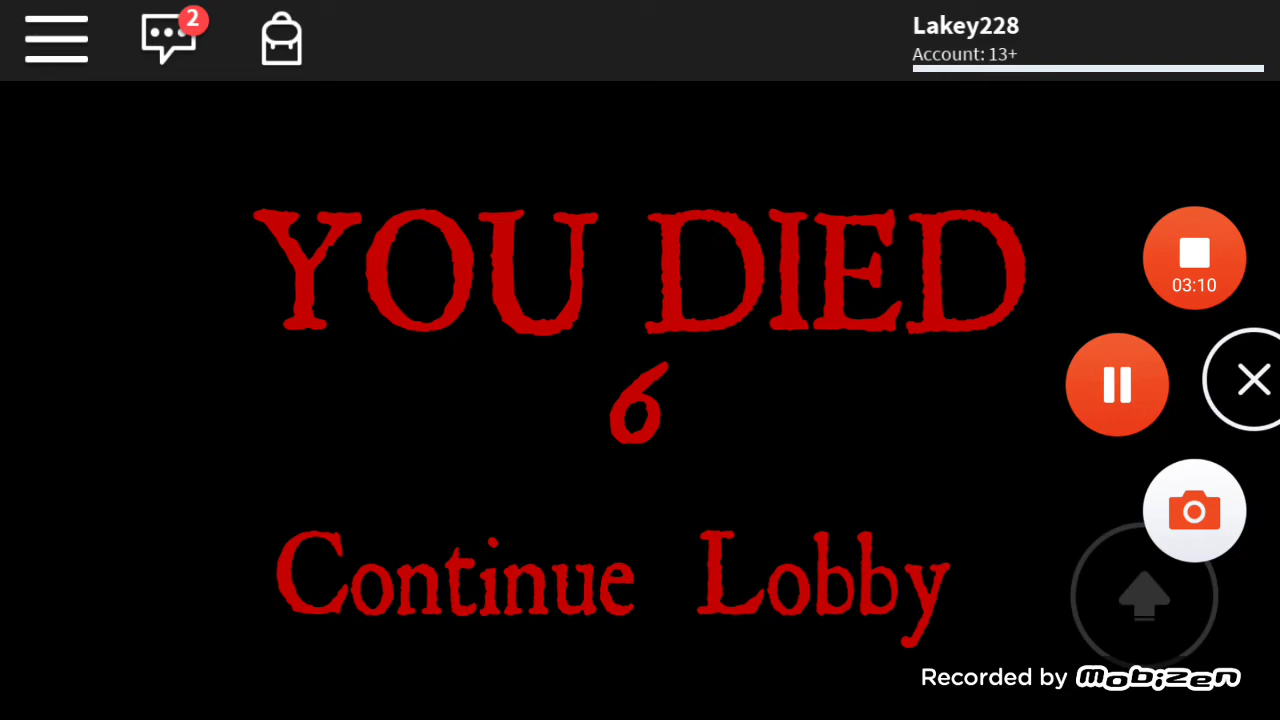 2
Lakey228
Account: 13+
YOU DIED
03:10
6
Continue Lobby
Recorded by mobizen